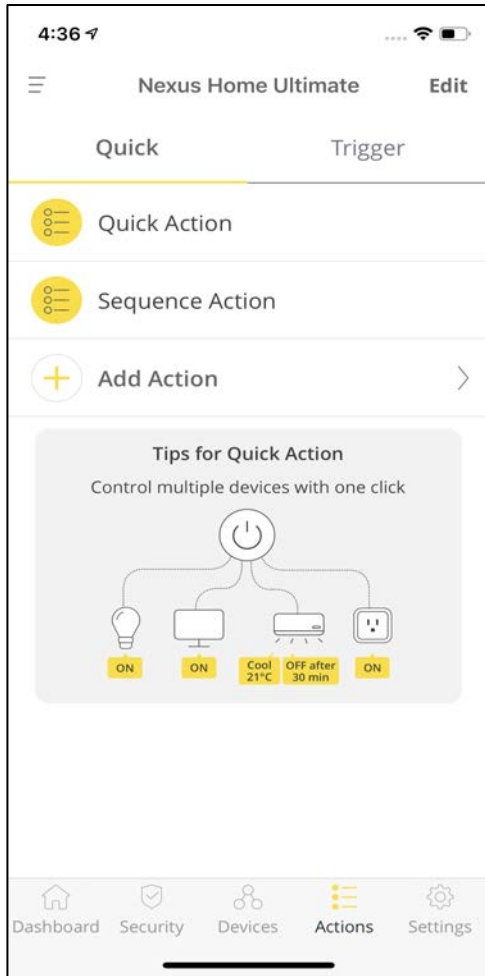 4:36
Nexus Home Ultimate Edit
Quick Trigger
Quick Action
Sequence Action
Add Action
Tips for Quick Action
Control multiple devices with one click
ON ON Cool 21°C OFF after 30 min ON
Dashboard Security Devices Actions Settings